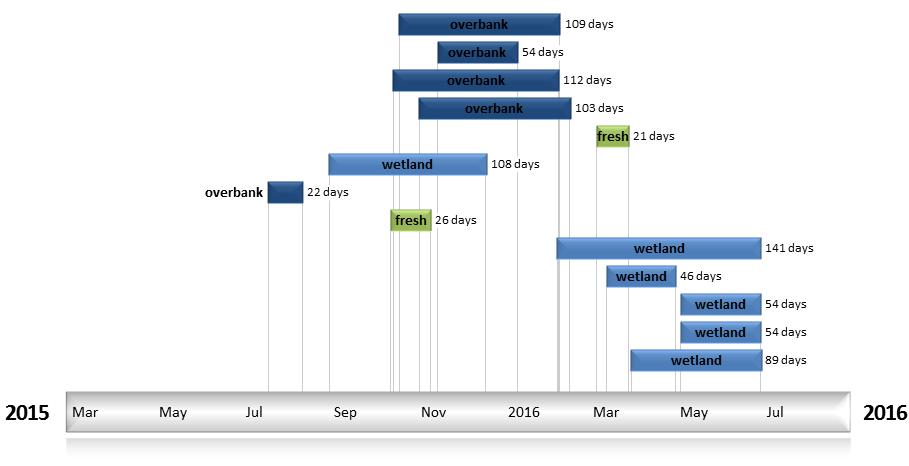 overbank 109 days
overbank 54 days
overbank 112 days
overbank 103 days
fresh 21 days
wetland 108 days
overbank 22 days
fresh 26 days
wetland 141 days
wetland 46 days
wetland 54 days
wetland 54 days
wetland 89 days
2015 Mar May Jul Sep Nov 2016 Mar May Jul 2016